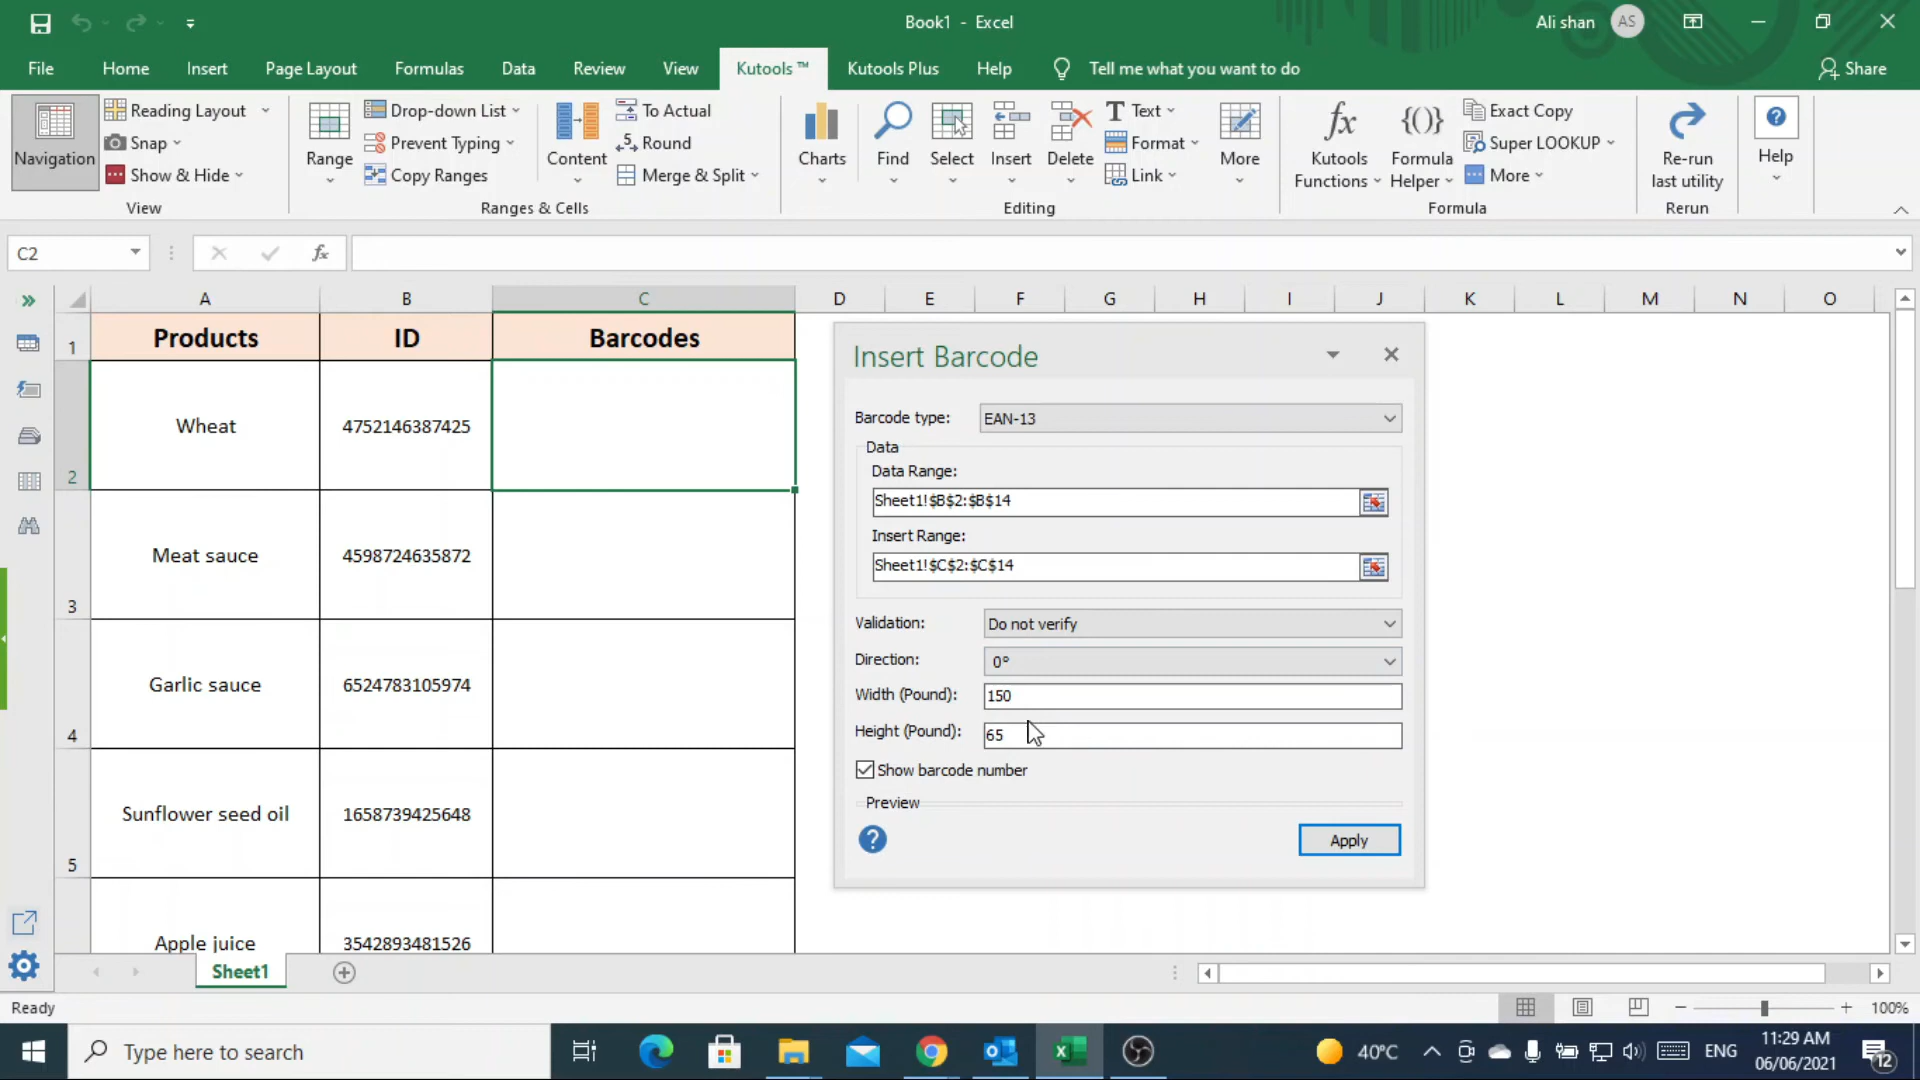 Book1 - Excel
Ali shan
AS
File
Home
Insert
Page Layout
Formulas
Data
Review
View
Kutools ™
Kutools Plus
Help
Tell me what you want to do
Share
Navigation
Reading Layout
Snap
Show & Hide
View
Range
Drop-down List
Prevent Typing
Copy Ranges
Ranges & Cells
Content
To Actual
Round
Merge & Split
Charts
Find
Select
Insert
Delete
Text
Format
Link
More
Editing
Kutools Functions
Formula Helper
Exact Copy
Super LOOKUP
More
Formula
Re-run last utility
Rerun
Help
C2
fx
A B C D E F G H I J K L M N O
1 Products ID Barcodes
2 Wheat 4752146387425
3 Meat sauce 4598724635872
4 Garlic sauce 6524783105974
5 Sunflower seed oil 1658739425648
Apple juice 3542893481526
Insert Barcode
Barcode type: EAN-13
Data
Data Range:
Sheet1!$B$2:$B$14
Insert Range:
Sheet1!$C$2:$C$14
Validation: Do not verify
Direction: 0°
Width (Pound): 150
Height (Pound): 65
Show barcode number
Preview
Apply
Sheet1
Ready
100%
Type here to search
40°C
ENG
11:29 AM
06/06/2021
12